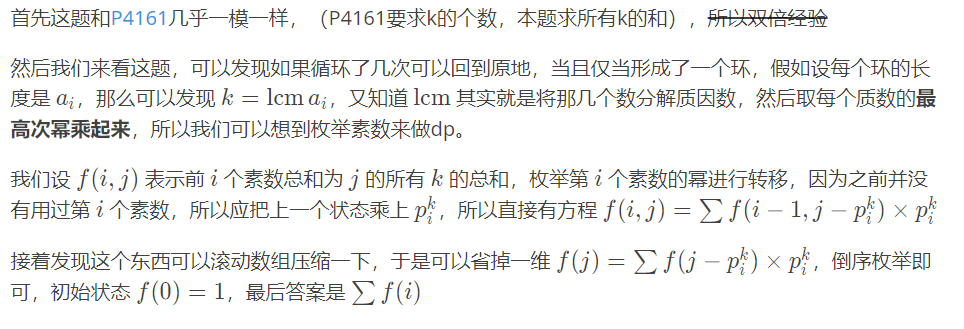 首先这题和P4161几乎一模一样，（P4161要求k的个数，本题求所有k的和），所以双倍经验
然后我们来看这题，可以发现如果循环了几次可以回到原地，当且仅当形成了一个环，假如设每个环的长
度是 $a_i$，那么可以发现 $k = \operatorname{lcm} a_i$，又知道 $\operatorname{lcm}$ 其实就是将那几个数分解质因数，然后取每个质数的最
高次幂乘起来，所以我们可以想到枚举素数来做dp。
我们设 $f(i,j)$ 表示前 $i$ 个素数总和为 $j$ 的所有 $k$ 的总和，枚举第 $i$ 个素数的幂进行转移，因为之前并没
有用过第 $i$ 个素数，所以应把上一个状态乘上 $p_i^k$，所以直接有方程 $f(i,j) = \sum f(i-1,j-p_i^k) \times p_i^k$
接着发现这个东西可以滚动数组压缩一下，于是可以省掉一维 $f(j) = \sum f(j-p_i^k) \times p_i^k$，倒序枚举即
可，初始状态 $f(0) = 1$，最后答案是 $\sum f(i)$